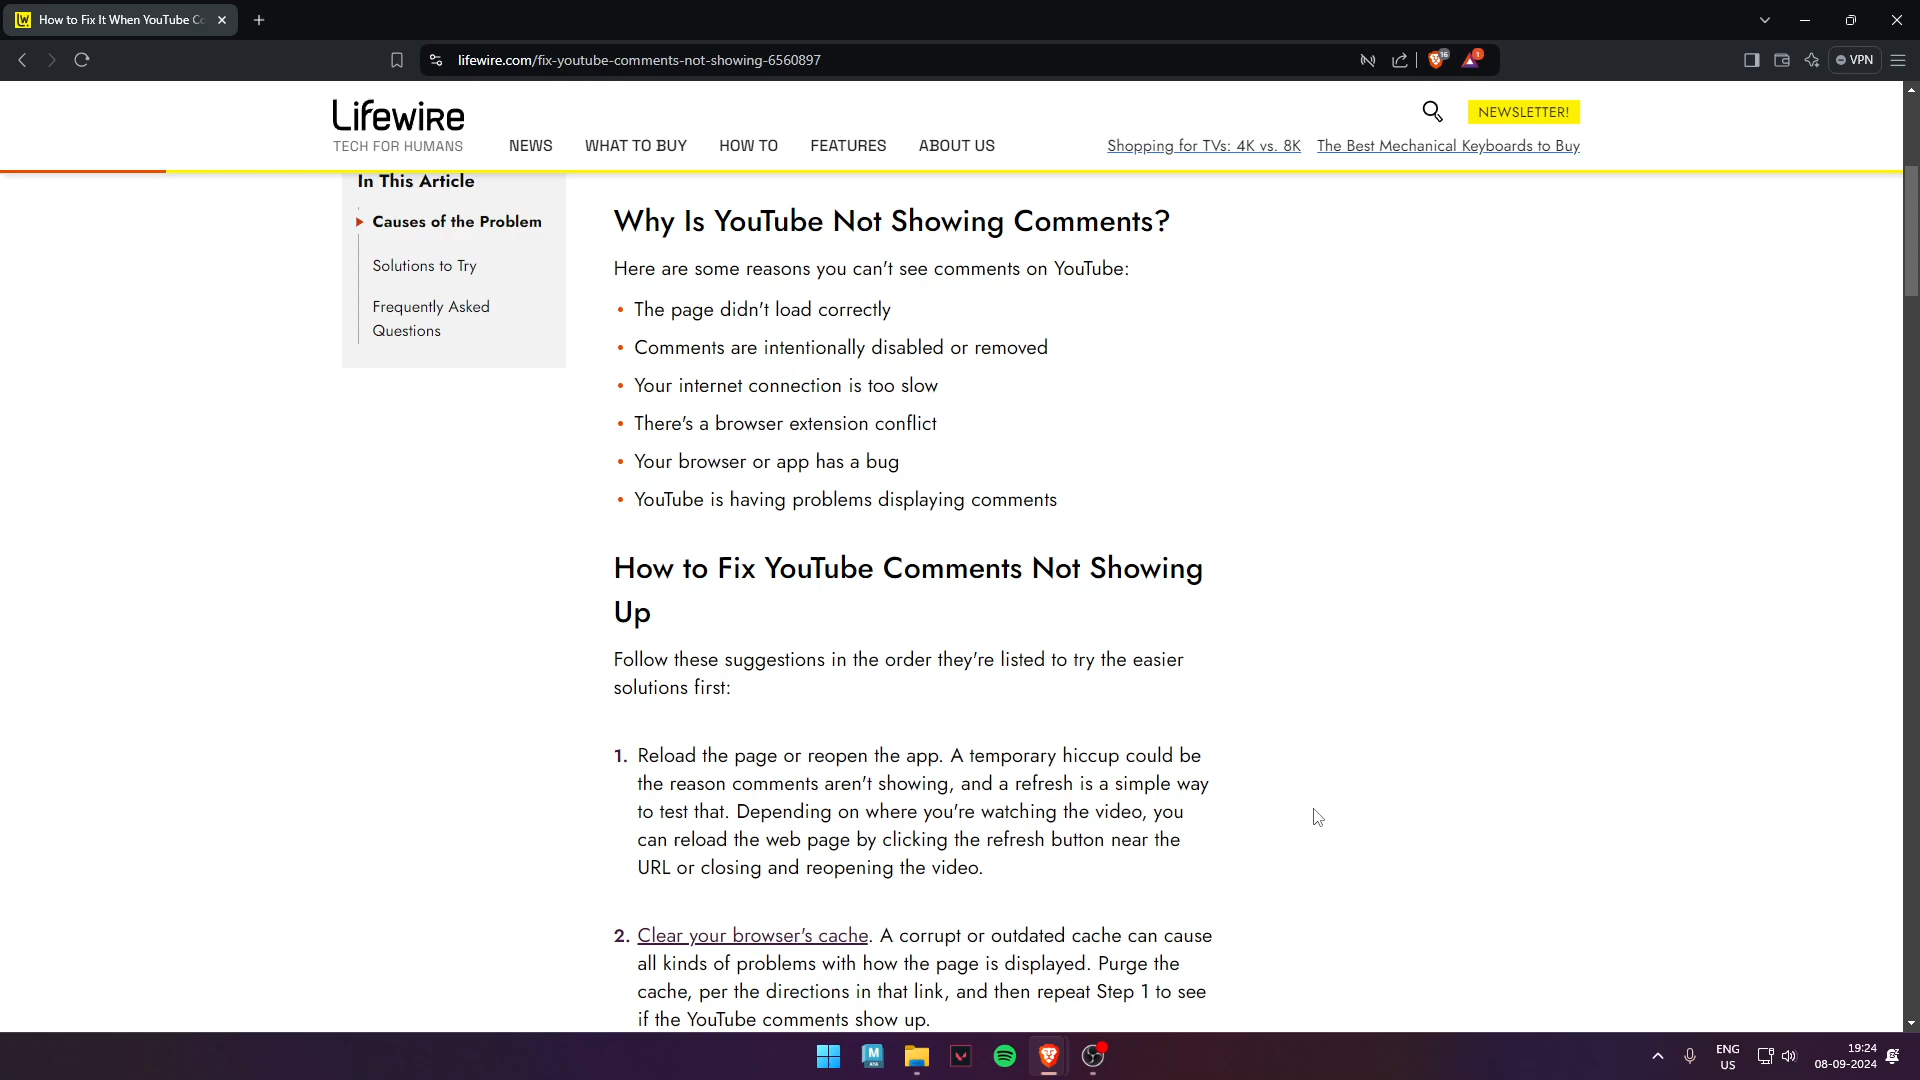 How to Fix It When YouTube Co
lifewire.com/fix-youtube-comments-not-showing-6560897
16
1
VPN
Lifewire
TECH FOR HUMANS
NEWS
WHAT TO BUY
HOW TO
FEATURES
ABOUT US
NEWSLETTER!
Shopping for TVs: 4K vs. 8K
The Best Mechanical Keyboards to Buy
In This Article
Causes of the Problem
Solutions to Try
Frequently Asked
Questions
Why Is YouTube Not Showing Comments?
Here are some reasons you can't see comments on YouTube:
• The page didn't load correctly
• Comments are intentionally disabled or removed
• Your internet connection is too slow
• There's a browser extension conflict
• Your browser or app has a bug
• YouTube is having problems displaying comments
How to Fix YouTube Comments Not Showing
Up
Follow these suggestions in the order they're listed to try the easier
solutions first:
1. Reload the page or reopen the app. A temporary hiccup could be
the reason comments aren't showing, and a refresh is a simple way
to test that. Depending on where you're watching the video, you
can reload the web page by clicking the refresh button near the
URL or closing and reopening the video.
2. Clear your browser's cache. A corrupt or outdated cache can cause
all kinds of problems with how the page is displayed. Purge the
cache, per the directions in that link, and then repeat Step 1 to see
if the YouTube comments show up.
M
ENG
US
19:24
08-09-2024